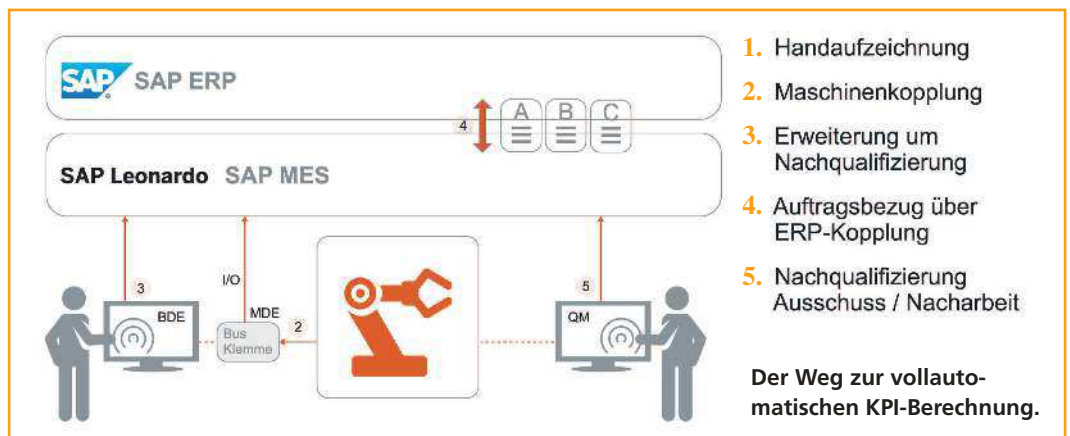 SAP SAP ERP
4
A B C
SAP Leonardo SAP MES
3
I/O
5
BDE
MDE
2
QM
Bus
Klemme
1. Handaufzeichnung
2. Maschinenkopplung
3. Erweiterung um
Nachqualifizierung
4. Auftragsbezug über
ERP-Kopplung
5. Nachqualifizierung
Ausschuss / Nacharbeit
Der Weg zur vollauto-
matischen KPI-Berechnung.